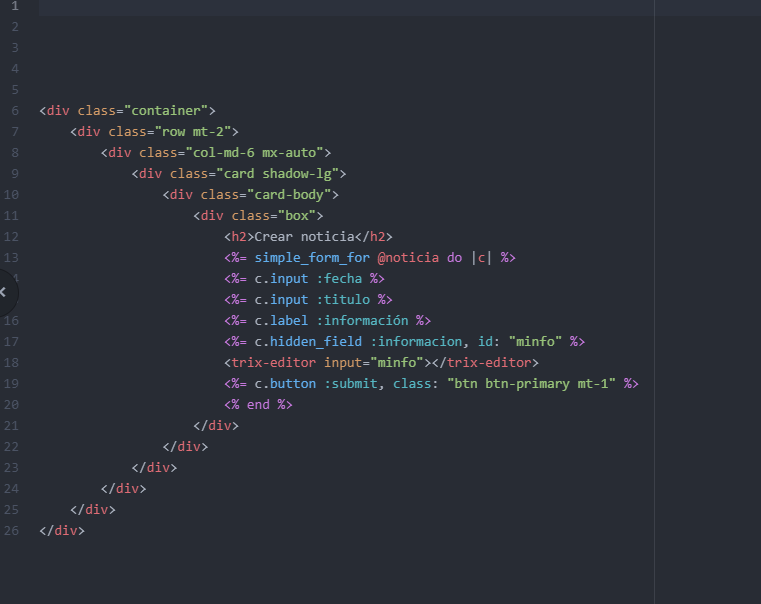 1
2
3
4
5
6 <div class="container">
7 <div class="row mt-2">
8 <div class="col-md-6 mx-auto">
9 <div class="card shadow-lg">
10 <div class="card-body">
11 <div class="box">
12 <h2>Crear noticia</h2>
13 <%= simple_form_for @noticia do |c| %>
<%= c.input :fecha %>
<%= c.input :titulo %>
16 <%= c.label :información %>
17 <%= c.hidden_field :informacion, id: "minfo" %>
18 <trix-editor input="minfo"></trix-editor>
19 <%= c.button :submit, class: "btn btn-primary mt-1" %>
20 <% end %>
21 </div>
22 </div>
23 </div>
24 </div>
25 </div>
26 </div>